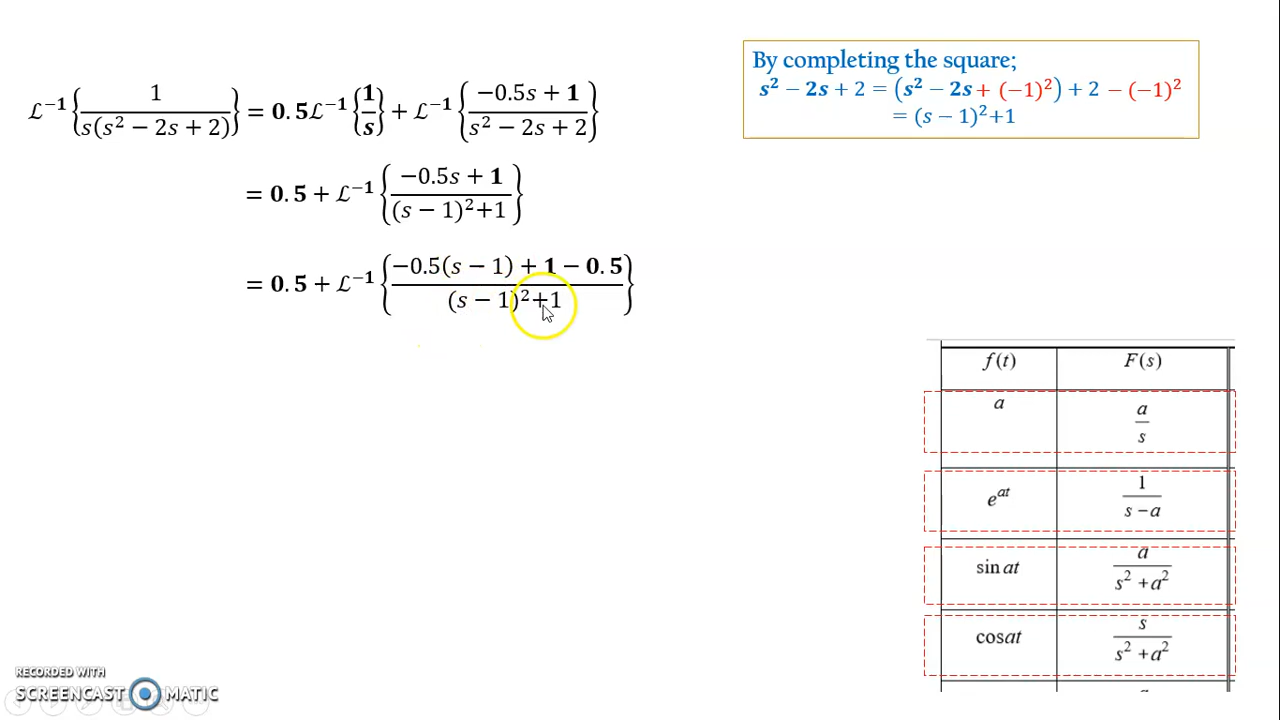 By completing the square;
s² − 2s + 2 = (s² − 2s + (−1)²) + 2 − (−1)²
= (s − 1)²+1
ℒ⁻¹{1/(s(s² − 2s + 2))} = 0.5ℒ⁻¹{1/s} + ℒ⁻¹{(−0.5s + 1)/(s² − 2s + 2)}
= 0.5 + ℒ⁻¹{(−0.5s + 1)/((s − 1)²+1)}
= 0.5 + ℒ⁻¹{(−0.5(s − 1) + 1 − 0.5)/((s − 1)²+1)}
f(t) F(s)
a a/s
e^{at} 1/(s − a)
sin at a/(s² + a²)
cosat s/(s² + a²)
RECORDED WITH
SCREENCAST MATIC